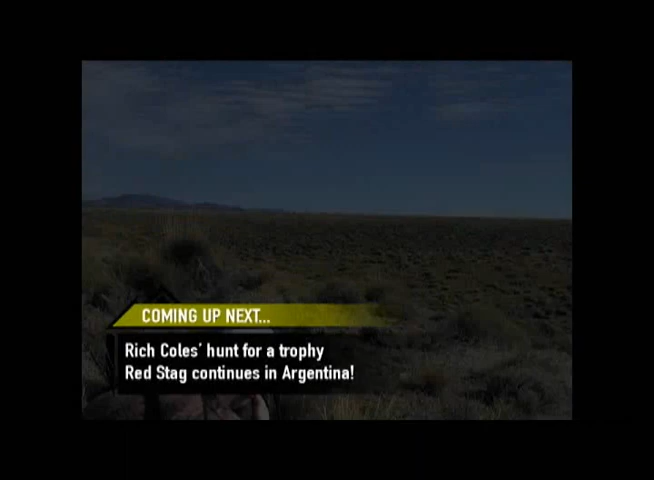 COMING UP NEXT...
Rich Coles' hunt for a trophy
Red Stag continues in Argentina!